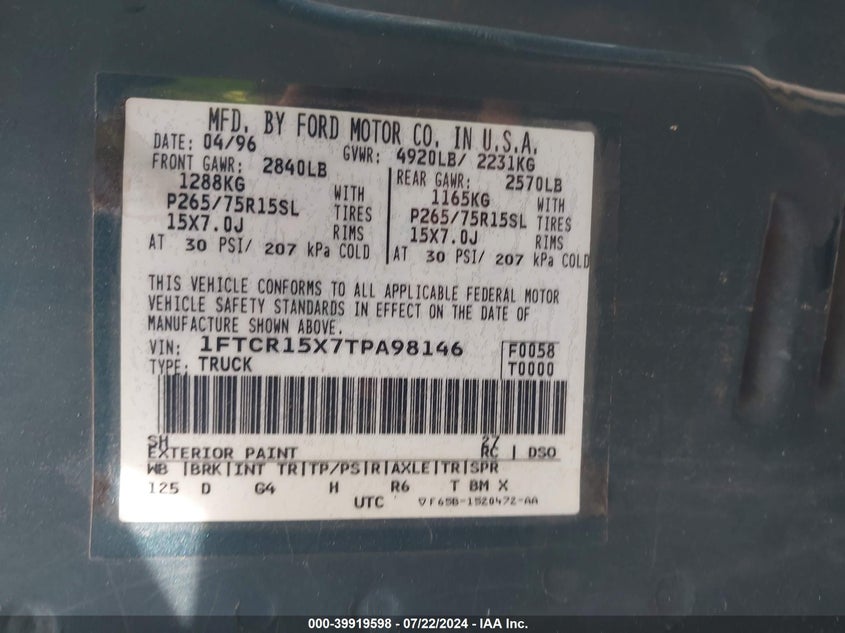 MFD. BY FORD MOTOR CO. IN U.S.A.
DATE: 04/96 GVWR: 4920LB/ 2231KG
FRONT GAWR: 2840LB REAR GAWR: 2570LB
1288KG WITH 1165KG WITH
P265/75R15SL TIRES P265/75R15SL TIRES
15X7.0J RIMS 15X7.0J RIMS
AT 30 PSI/ 207 kPa COLD AT 30 PSI/ 207 kPa COLD
THIS VEHICLE CONFORMS TO ALL APPLICABLE FEDERAL MOTOR
VEHICLE SAFETY STANDARDS IN EFFECT ON THE DATE OF
MANUFACTURE SHOWN ABOVE.
VIN: 1FTCR15X7TPA98146 F0058
TYPE: TRUCK T0000
SH 27
EXTERIOR PAINT RC | DSO
WB |BRK|INT TR|TP/PS|R|AXLE|TR|SPR
125 D G4 H R6 T BM X
UTC ▽F65B-1520472-AA
000-39919598 - 07/22/2024 - IAA Inc.